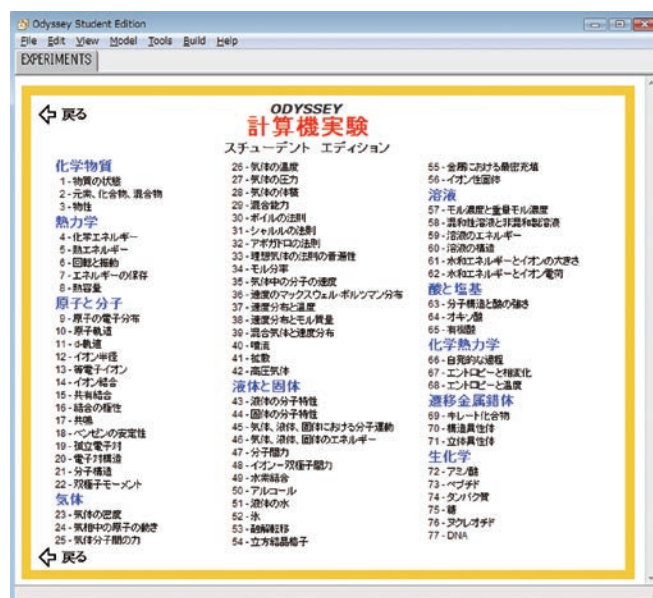 Odyssey Student Edition
File Edit View Model Tools Build Help
EXPERIMENTS
戻る
ODYSSEY
計算機実験
スチューデント エディション
化学物質
1 - 物質の状態
2 - 元素、化合物、混合物
3 - 物性
熱力学
4 - 化学エネルギー
5 - 熱エネルギー
6 - 回転と振動
7 - エネルギーの保存
8 - 熱容量
原子と分子
9 - 原子の電子分布
10 - 原子軌道
11 - d-軌道
12 - イオン半径
13 - 等電子イオン
14 - イオン結合
15 - 共有結合
16 - 結合の極性
17 - 共鳴
18 - ベンゼンの安定性
19 - 孤立電子対
20 - 電子対構造
21 - 分子構造
22 - 双極子モーメント
気体
23 - 気体の密度
24 - 気相中の原子の動き
25 - 気体分子間の力
26 - 気体の温度
27 - 気体の圧力
28 - 気体の体積
29 - 混合能力
30 - ボイルの法則
31 - シャルルの法則
32 - アボガドロの法則
33 - 理想気体の法則の普遍性
34 - モル分率
35 - 気体中の分子の速度
36 - 速度のマックスウェル・ボルツマン分布
37 - 速度分布と温度
38 - 速度分布とモル質量
39 - 混合気体と速度分布
40 - 噴流
41 - 拡散
42 - 高圧気体
液体と固体
43 - 液体の分子特性
44 - 固体の分子特性
45 - 気体、液体、固体における分子運動
46 - 気体、液体、固体のエネルギー
47 - 分子間力
48 - イオン－双極子間力
49 - 水素結合
50 - アルコール
51 - 液体の水
52 - 氷
53 - 融解転移
54 - 立方結晶格子
55 - 金属における最密充填
56 - イオン性固体
溶液
57 - モル濃度と重量モル濃度
58 - 混和性溶液と非混和製溶液
59 - 溶液のエネルギー
60 - 溶液の構造
61 - 水和エネルギーとイオンの大きさ
62 - 水和エネルギーとイオン電荷
酸と塩基
63 - 分子構造と酸の強さ
64 - オキソ酸
65 - 有機酸
化学熱力学
66 - 自発的な過程
67 - エントロピーと相変化
68 - エントロピーと温度
遷移金属錯体
69 - キレート化合物
70 - 構造異性体
71 - 立体異性体
生化学
72 - アミノ酸
73 - ペプチド
74 - タンパク質
75 - 糖
76 - ヌクレオチド
77 - DNA
戻る